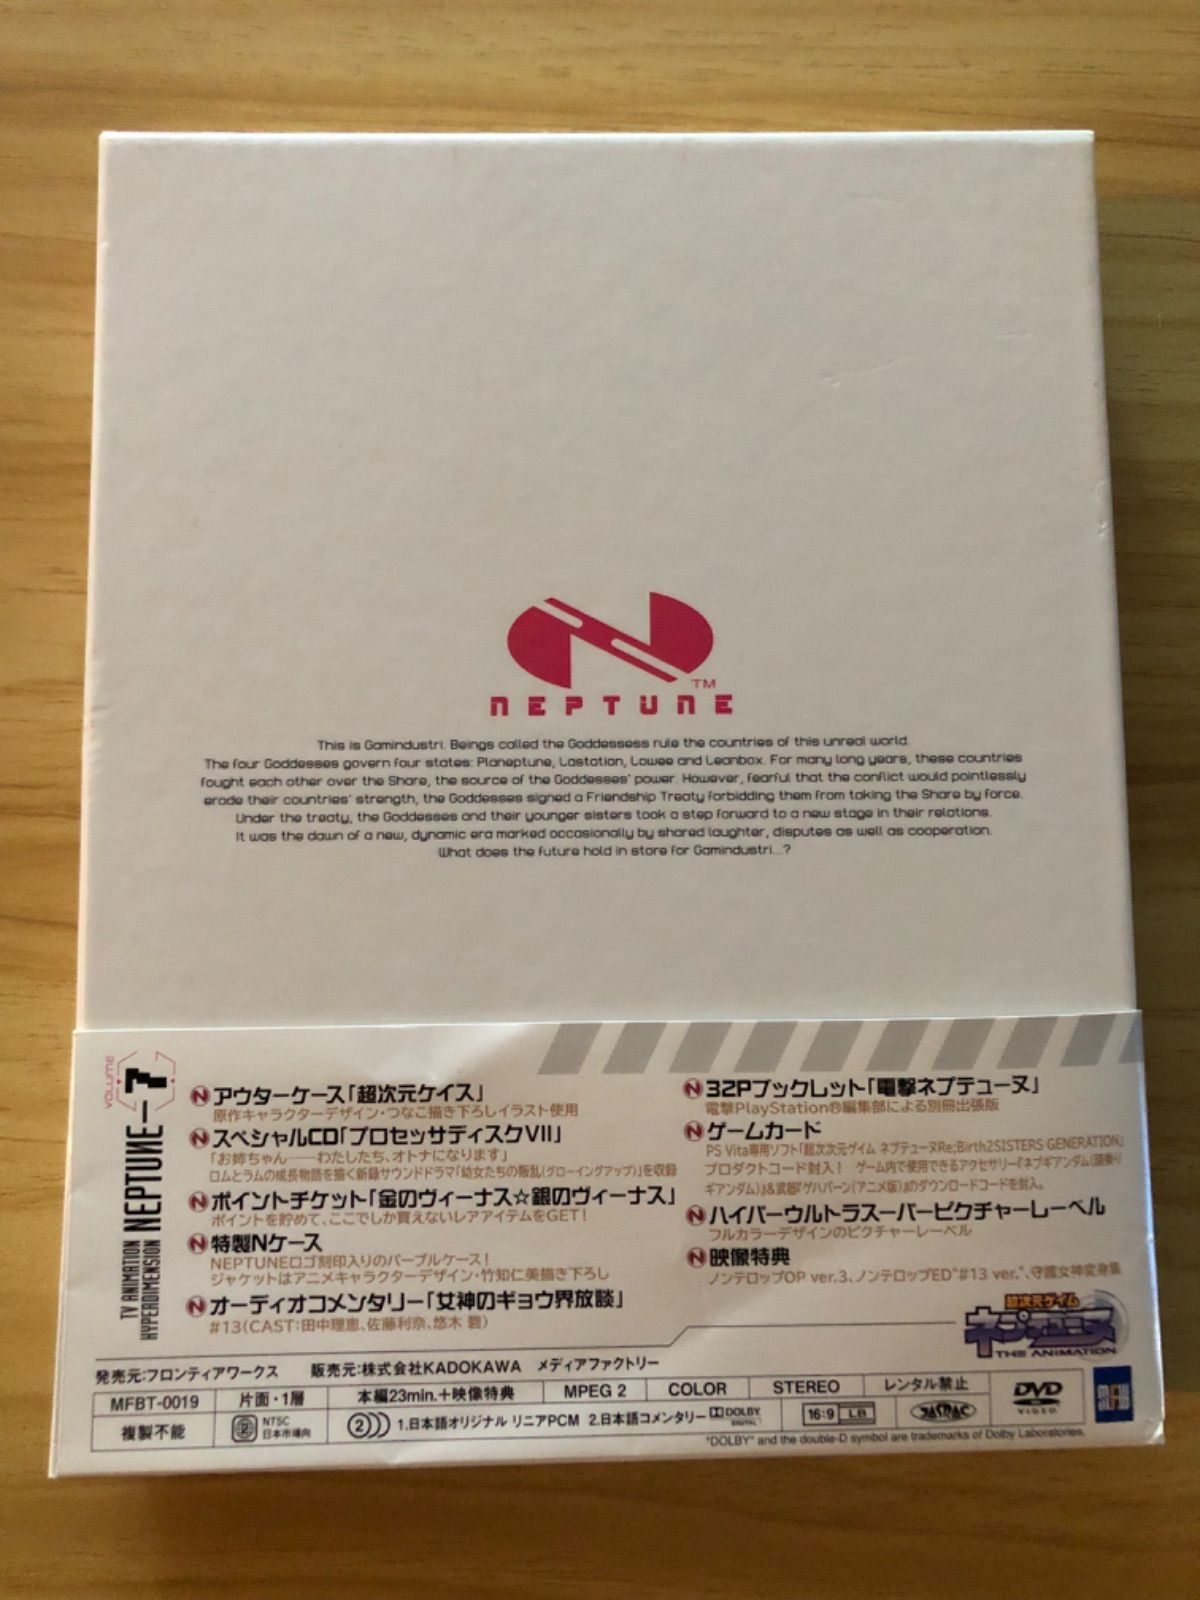 TM
NEPTUNE
This is Gamindustri. Beings called the Goddessess rule the countries of this unreal world.
The four Goddesses govern four states: Planeptune, Lastation, Lowee and Leanbox. For many long years, these countries
fought each other over the Share, the source of the Goddesses' power. However, fearful that the conflict would pointlessly
erode their countries' strength, the Goddesses signed a Friendship Treaty forbidding them from taking the Share by force.
Under the treaty, the Goddesses and their younger sisters took a step forward to a new stage in their relations.
It was the dawn of a new, dynamic era marked occasionally by shared laughter, disputes as well as cooperation.
What does the future hold in store for Gamindustri...?
VOLUME
7
TV ANIMATION
HYPERDIMENSION NEPTUNE
アウターケース「超次元ケイス」
原作キャラクターデザイン・つなこ描き下ろしイラスト使用
スペシャルCD「プロセッサディスクVII」
「お姉ちゃん──わたしたち、オトナになります」
ロムとラムの成長物語を描く新録サウンドドラマ「幼女たちの叛乱(グローイングアップ)」を収録
ポイントチケット「金のヴィーナス☆銀のヴィーナス」
ポイントを貯めて、ここでしか買えないレアアイテムをGET!
特製Nケース
NEPTUNEロゴ刻印入りのパープルケース!
ジャケットはアニメキャラクターデザイン・竹知仁美描き下ろし
オーディオコメンタリー「女神のギョウ界放談」
#13(CAST:田中理恵、佐藤利奈、悠木 碧)
32Pブックレット「電撃ネプテューヌ」
電撃PlayStation®編集部による別冊出張版
ゲームカード
PS Vita専用ソフト「超次次元ゲイム ネプテューヌRe;Birth2SISTERS GENERATION」
プロダクトコード封入! ゲーム内で使用できるアクセサリー『ネプギアンダム(頭乗り
ギアンダム)』&武器『ゲハバーン(アニメ版)』のダウンロードコードを封入。
ハイパーウルトラスーパーピクチャーレーベル
フルカラーデザインのピクチャーレーベル
映像特典
ノンテロップOP ver.3、ノンテロップED"#13 ver."、守護女神変身集
超次元ゲイム
ネプテューヌ
THE ANIMATION
発売元:フロンティアワークス 販売元:株式会社KADOKAWA メディアファクトリー
MFBT-0019 片面・1層 本編23min.+映像特典 MPEG 2 COLOR STEREO レンタル禁止 DVD VIDEO
複製不能 2 NTSC 日本市場向 2 1.日本語オリジナル リニアPCM 2.日本語コメンタリー DOLBY DIGITAL 16:9 LB JASRAC
"DOLBY" and the double-D symbol are trademarks of Dolby Laboratories.